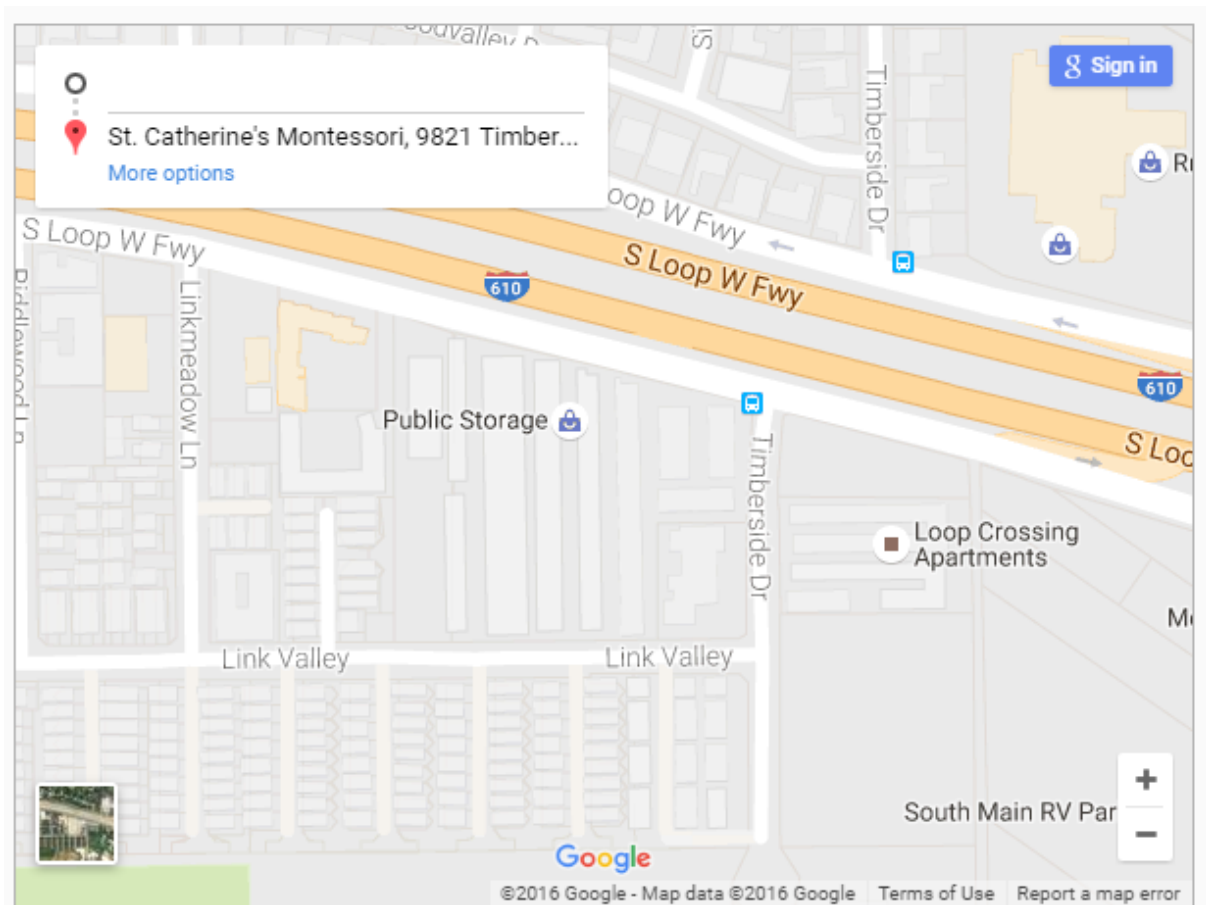 St. Catherine's Montessori, 9821 Timber...
More options
Sign in
Timberside Dr
oop W Fwy
S Loop W Fwy
S Loop W Fwy
610
610
S Loo
Linkmeadow Ln
Public Storage
Timberside Dr
Loop Crossing
Apartments
Link Valley
Link Valley
South Main RV Par
+
−
Google
©2016 Google - Map data ©2016 Google Terms of Use Report a map error